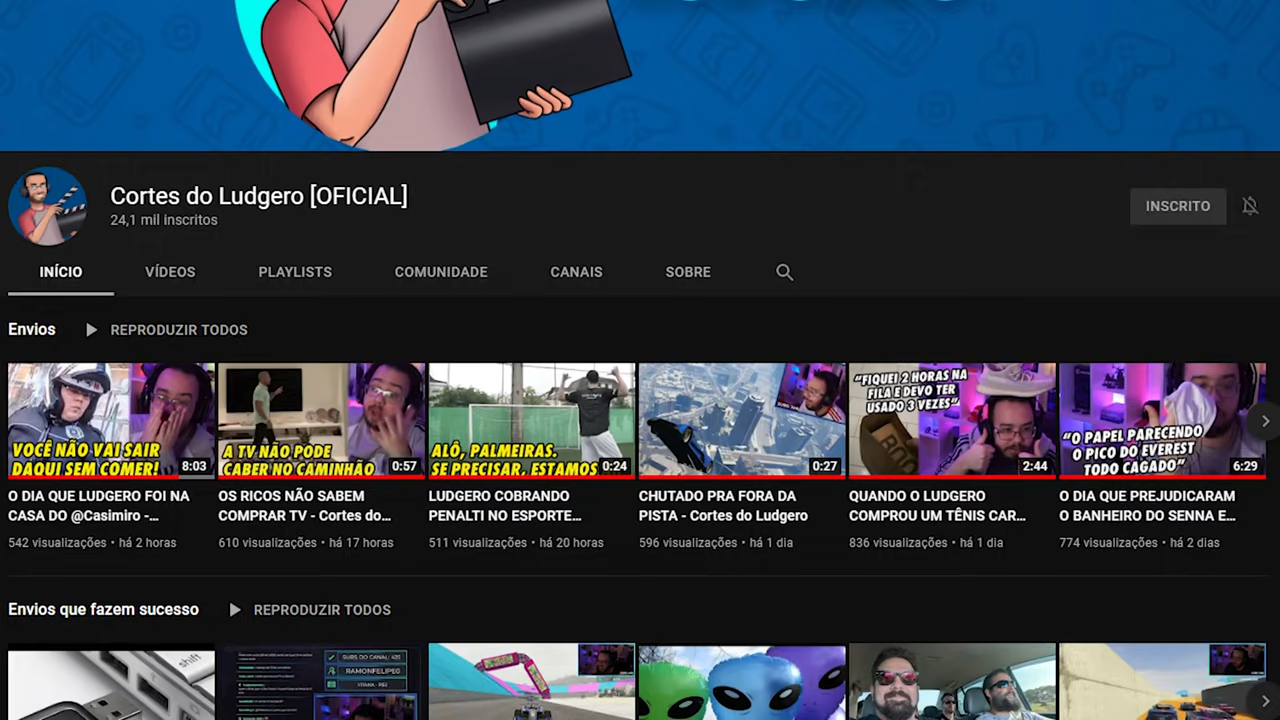 Cortes do Ludgero [OFICIAL]
24,1 mil inscritos
INSCRITO
INÍCIO
VÍDEOS
PLAYLISTS
COMUNIDADE
CANAIS
SOBRE
Envios
REPRODUZIR TODOS
VOCÊ NÃO VAI SAIR
DAQUI SEM COMER!
8:03
A TV NÃO PODE
CABER NO CAMINHÃO
0:57
ALÔ, PALMEIRAS.
SE PRECISAR, ESTAMOS
0:24
0:27
"FIQUEI 2 HORAS NA
FILA E DEVO TER
USADO 3 VEZES"
2:44
"O PAPEL PARECENDO
O PICO DO EVEREST
TODO CAGADO"
6:29
O DIA QUE LUDGERO FOI NA
CASA DO @Casimiro -...
542 visualizações • há 2 horas
OS RICOS NÃO SABEM
COMPRAR TV - Cortes do...
610 visualizações • há 17 horas
LUDGERO COBRANDO
PENALTI NO ESPORTE...
511 visualizações • há 20 horas
CHUTADO PRA FORA DA
PISTA - Cortes do Ludgero
596 visualizações • há 1 dia
QUANDO O LUDGERO
COMPROU UM TÊNIS CAR...
836 visualizações • há 1 dia
O DIA QUE PREJUDICARAM
O BANHEIRO DO SENNA E...
774 visualizações • há 2 dias
Envios que fazem sucesso
REPRODUZIR TODOS
shift
SUBS DO CANAL: 425
RAMONFELIPE6